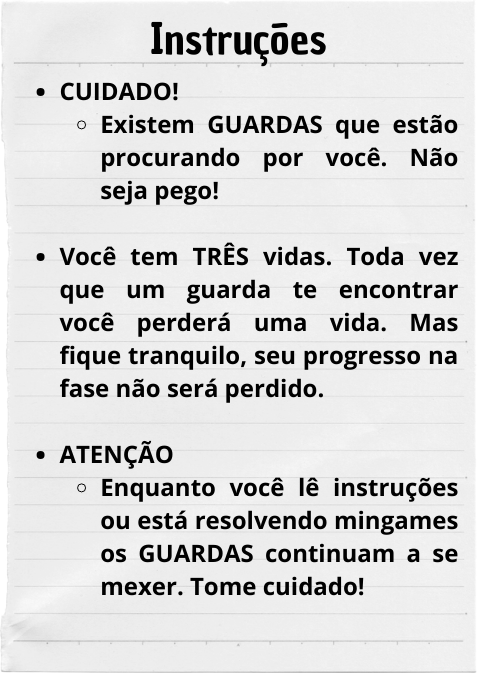 Instruções
• CUIDADO!
○ Existem GUARDAS que estão
procurando por você. Não
seja pego!
• Você tem TRÊS vidas. Toda vez
que um guarda te encontrar
você perderá uma vida. Mas
fique tranquilo, seu progresso na
fase não será perdido.
• ATENÇÃO
○ Enquanto você lê instruções
ou está resolvendo mingames
os GUARDAS continuam a se
mexer. Tome cuidado!